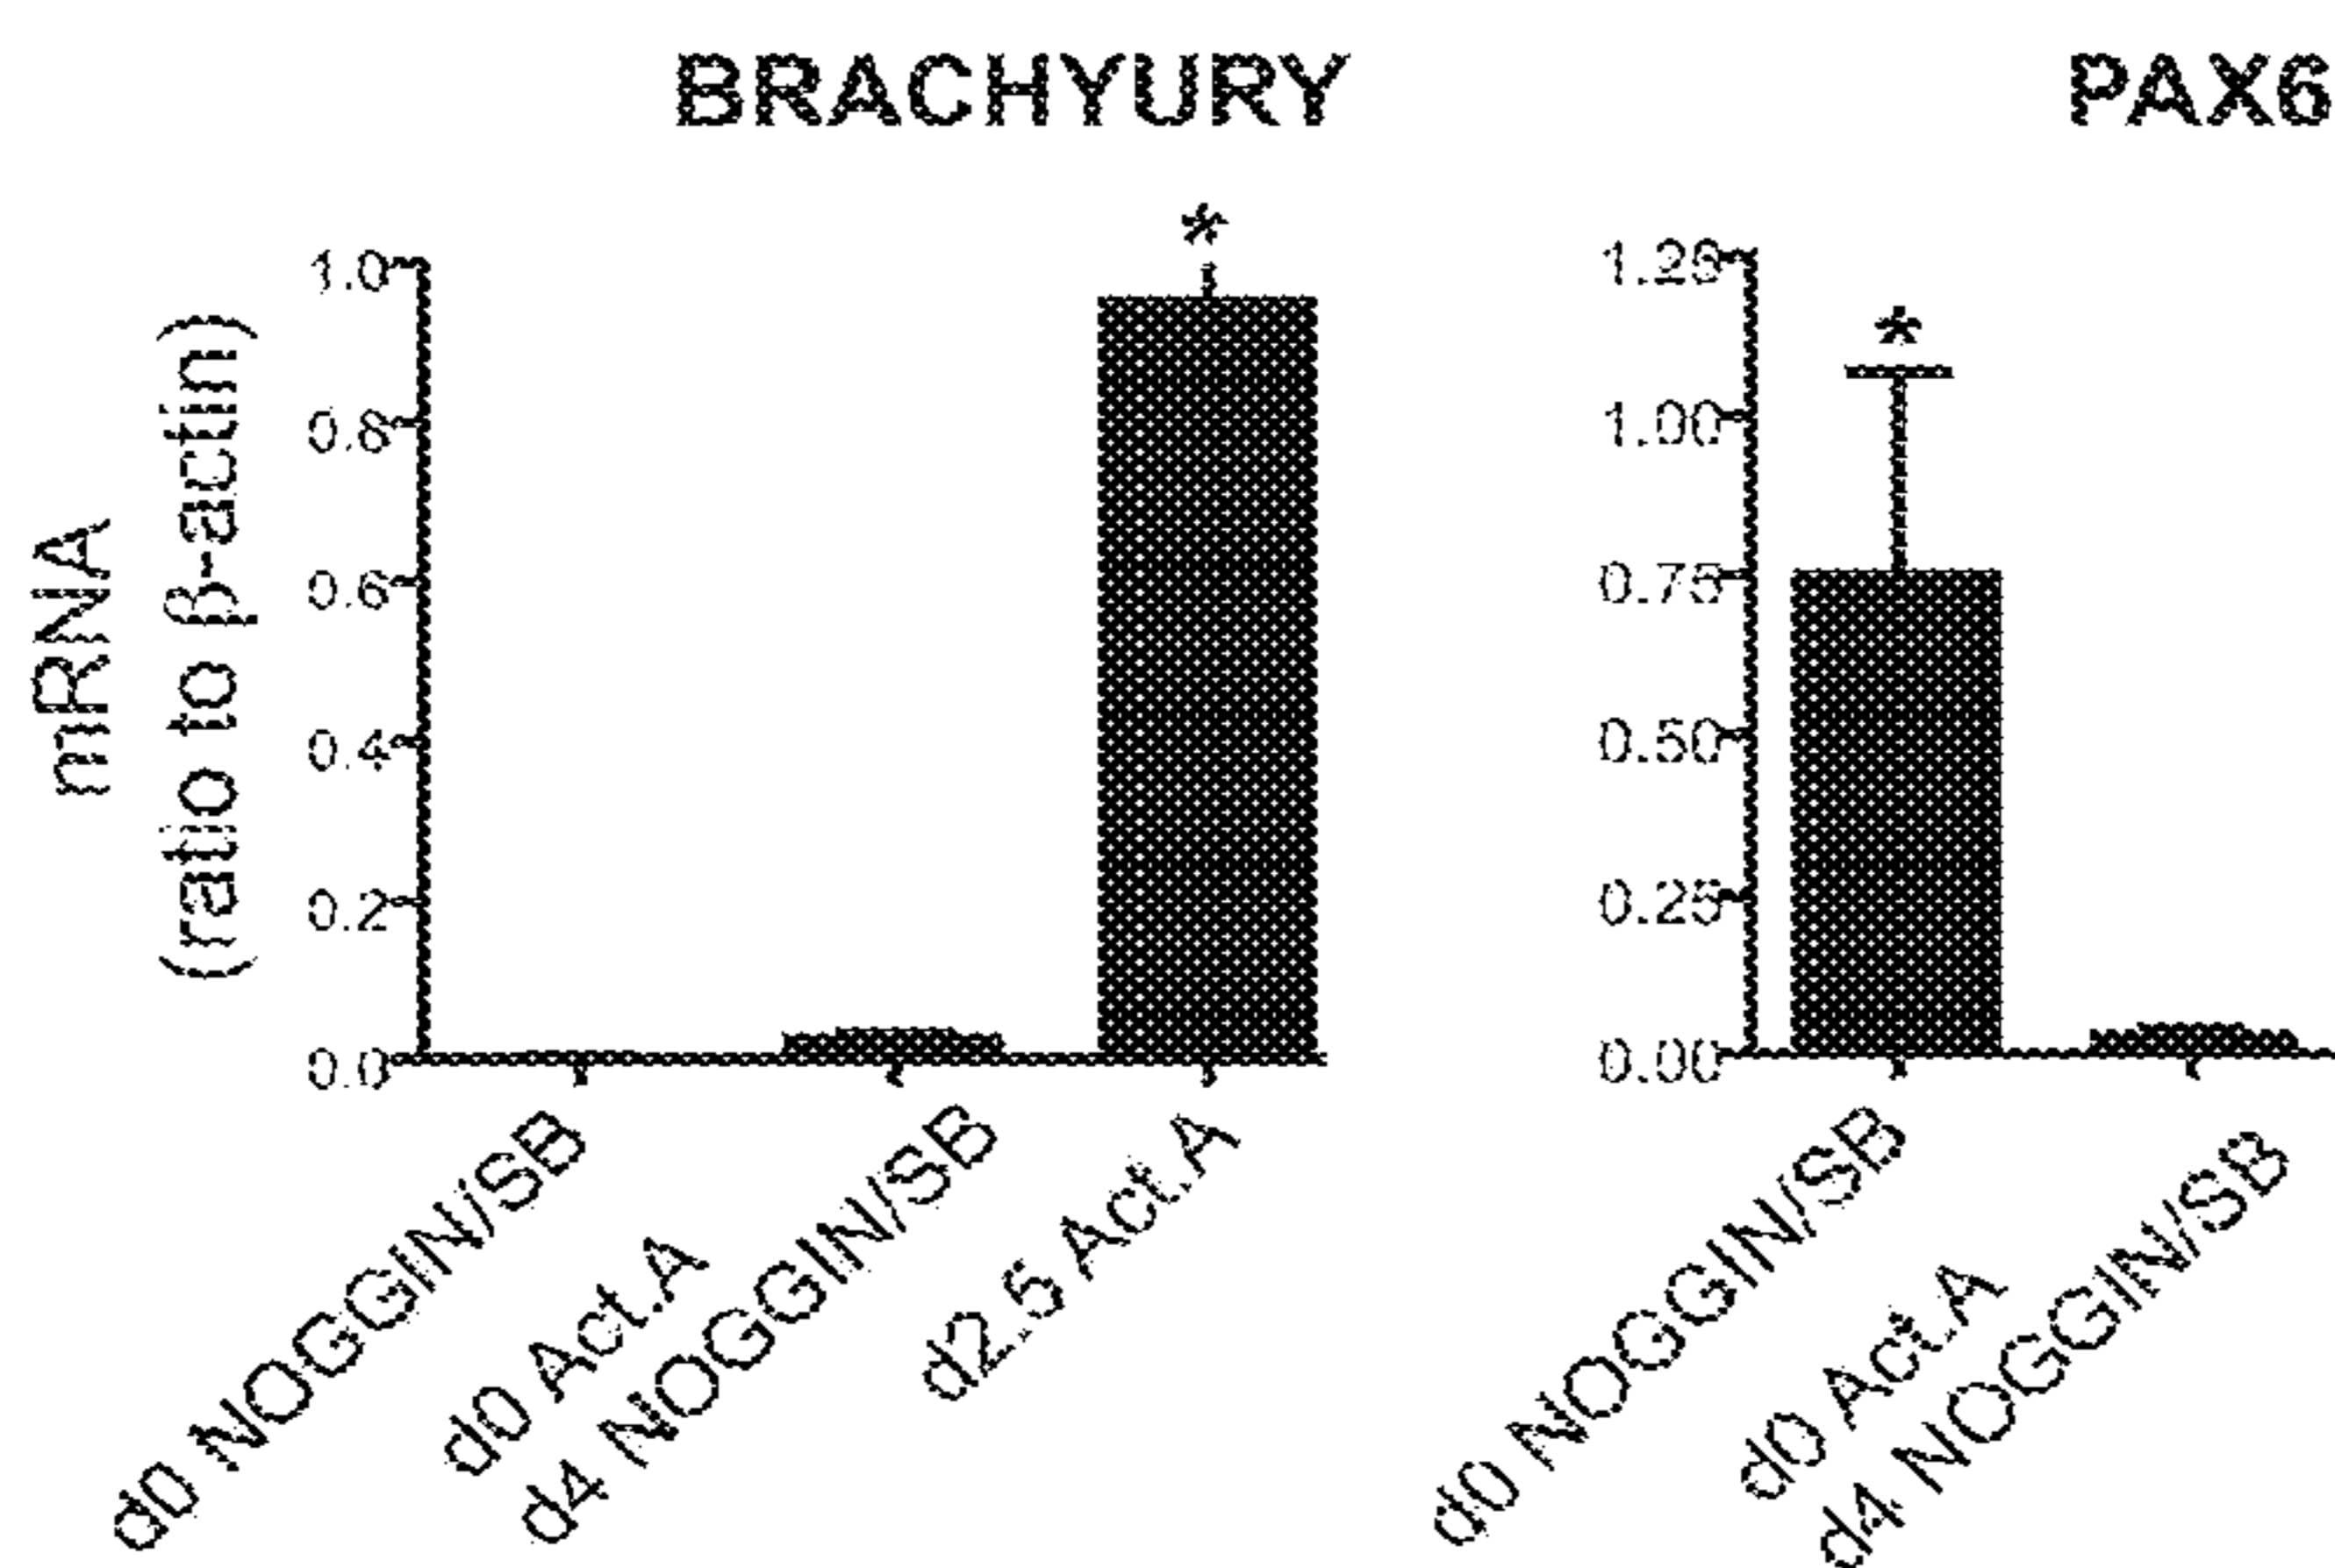 BRACHYURY
mRNA
(ratio to β-actin)
1.0
0.8
0.6
0.4
0.2
0.0
*
d0 NOGGIN/SB
d0 Act.A
d4 NOGGIN/SB
d2.5 Act.A
PAX6
1.25
1.00
0.75
0.50
0.25
0.00
*
d0 NOGGIN/SB
d0 Act.A
d4 NOGGIN/SB